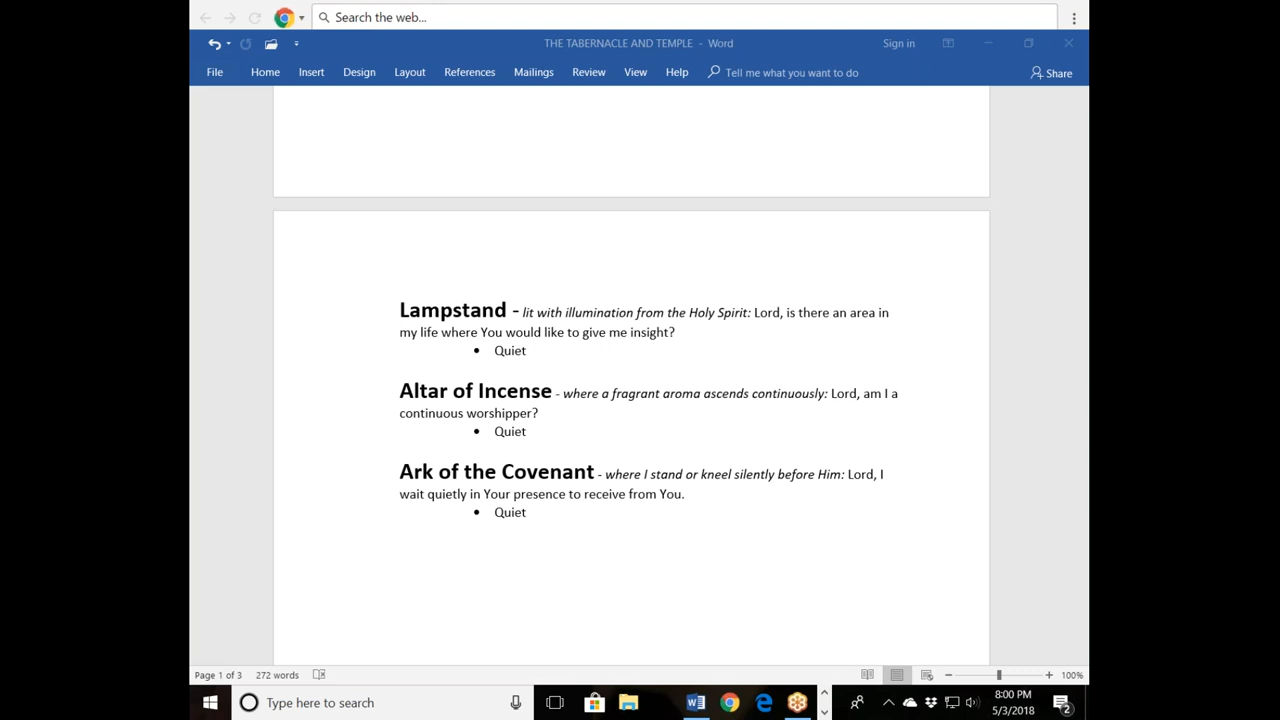 Search the web...
THE TABERNACLE AND TEMPLE - Word
Sign in
File Home Insert Design Layout References Mailings Review View Help Tell me what you want to do Share
Lampstand - lit with illumination from the Holy Spirit: Lord, is there an area in
my life where You would like to give me insight?
• Quiet
Altar of Incense - where a fragrant aroma ascends continuously: Lord, am I a
continuous worshipper?
• Quiet
Ark of the Covenant - where I stand or kneel silently before Him: Lord, I
wait quietly in Your presence to receive from You.
• Quiet
Page 1 of 3 272 words 100%
Type here to search
8:00 PM
5/3/2018
2